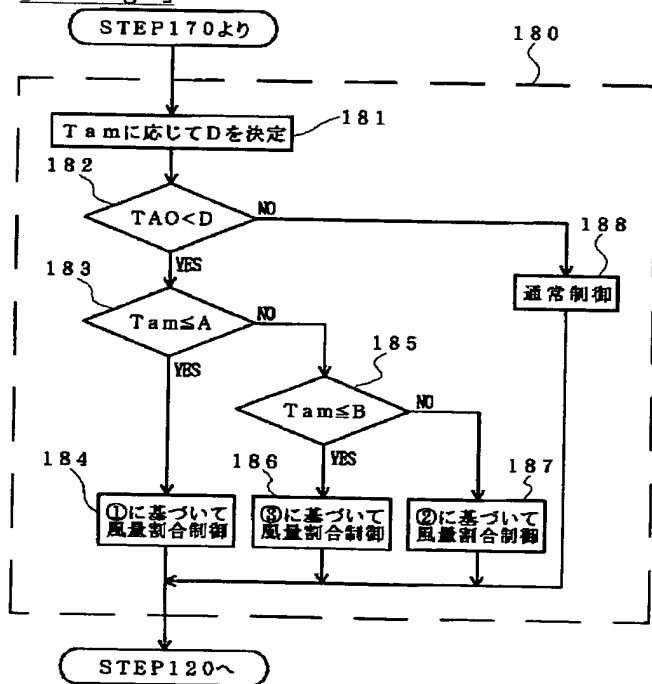 STEP170より
180
Tamに応じてDを決定
181
182
TAO<D
NO
YES
188
通常制御
183
Tam≦A
NO
YES
185
Tam≦B
NO
YES
184
①に基づいて
風量割合制御
186
③に基づいて
風量割合制御
187
②に基づいて
風量割合制御
STEP120へ